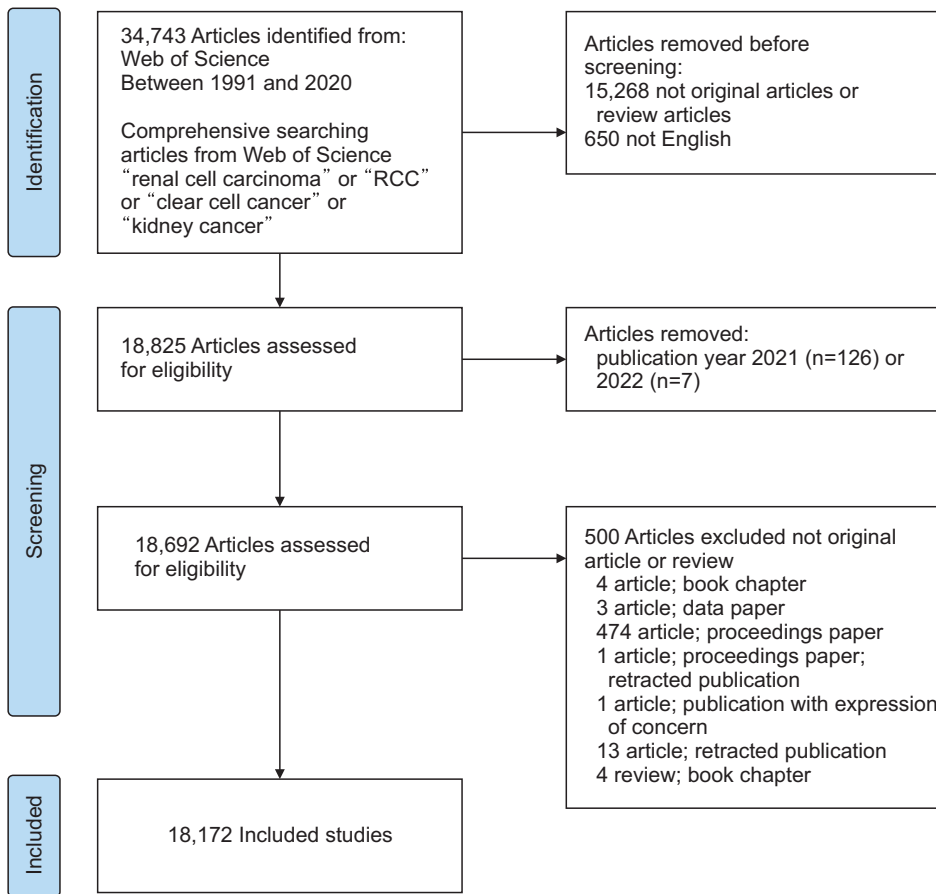 Identification
34,743 Articles identified from:
Web of Science
Between 1991 and 2020
Comprehensive searching
articles from Web of Science
“renal cell carcinoma” or “RCC”
or “clear cell cancer” or
“kidney cancer”
Articles removed before
screening:
15,268 not original articles or
review articles
650 not English
Screening
18,825 Articles assessed
for eligibility
Articles removed:
publication year 2021 (n=126) or
2022 (n=7)
18,692 Articles assessed
for eligibility
500 Articles excluded not original
article or review
4 article; book chapter
3 article; data paper
474 article; proceedings paper
1 article; proceedings paper;
retracted publication
1 article; publication with expression
of concern
13 article; retracted publication
4 review; book chapter
Included
18,172 Included studies